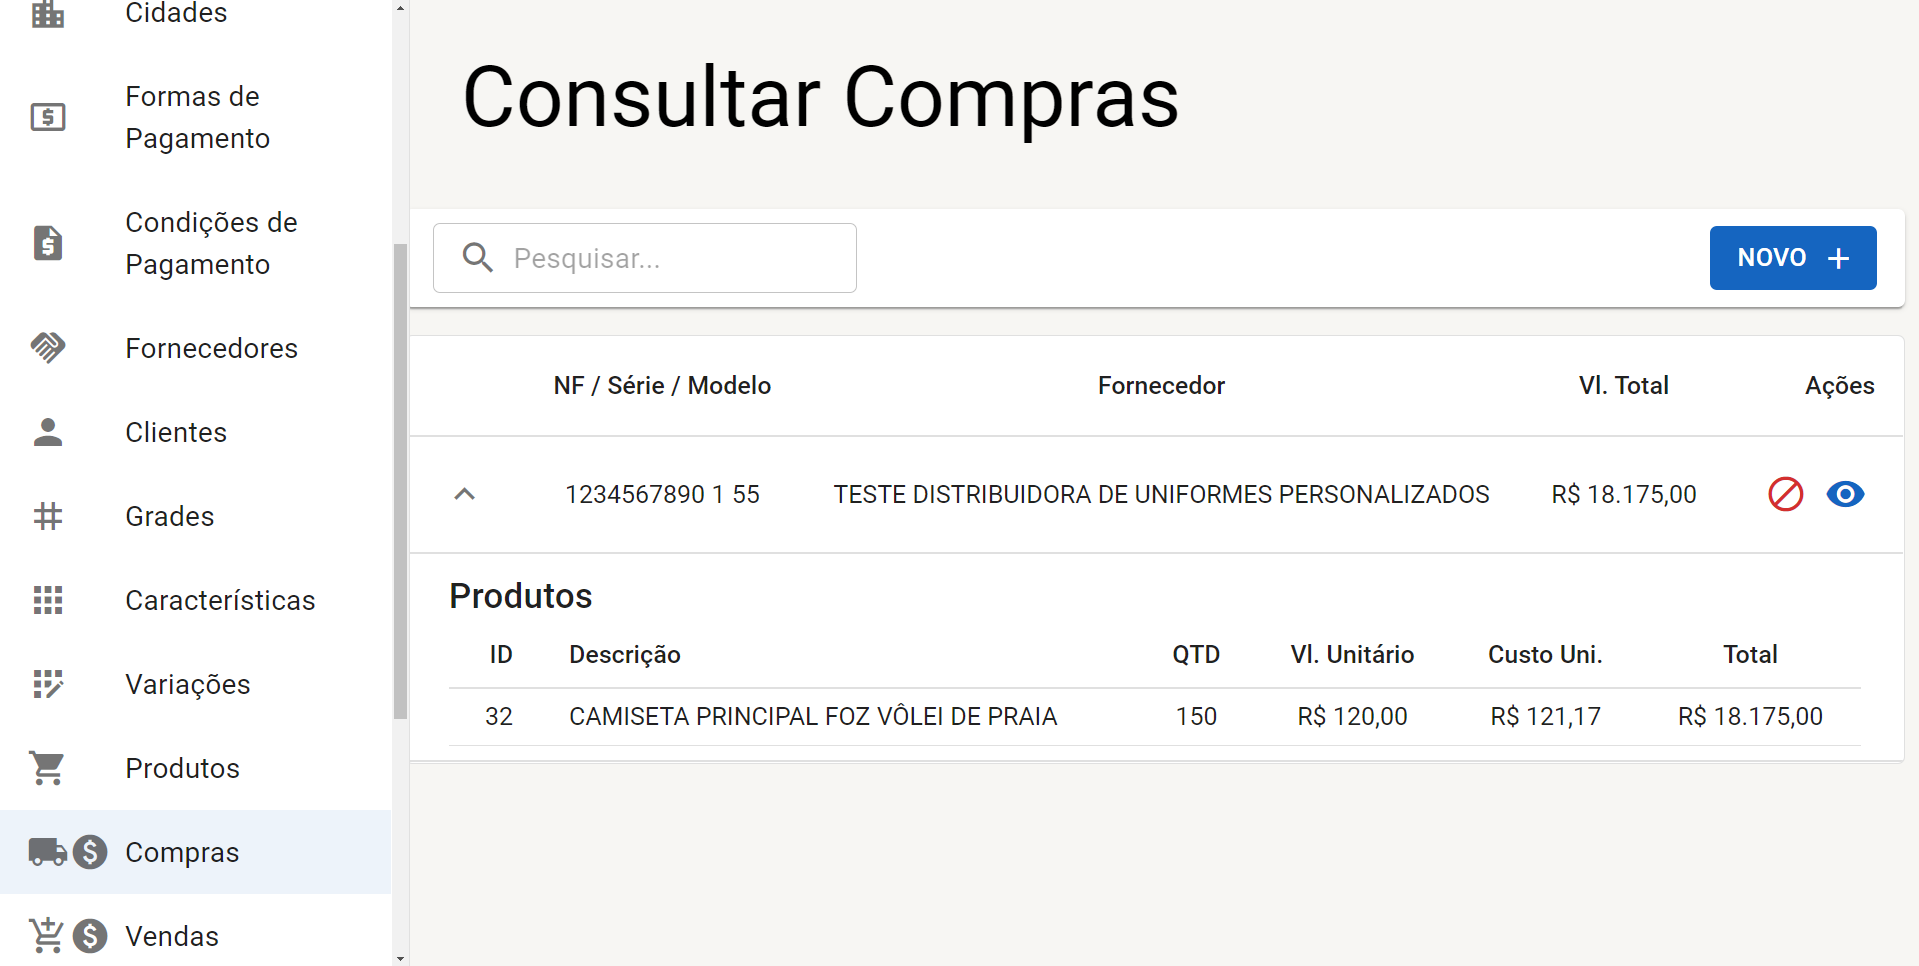 Cidades
Formas de
Pagamento
Condições de
Pagamento
Fornecedores
Clientes
Grades
Características
Variações
Produtos
Compras
Vendas
Consultar Compras
Pesquisar...
NOVO +
NF / Série / Modelo Fornecedor Vl. Total Ações
1234567890 1 55 TESTE DISTRIBUIDORA DE UNIFORMES PERSONALIZADOS R$ 18.175,00
Produtos
ID Descrição QTD Vl. Unitário Custo Uni. Total
32 CAMISETA PRINCIPAL FOZ VÔLEI DE PRAIA 150 R$ 120,00 R$ 121,17 R$ 18.175,00